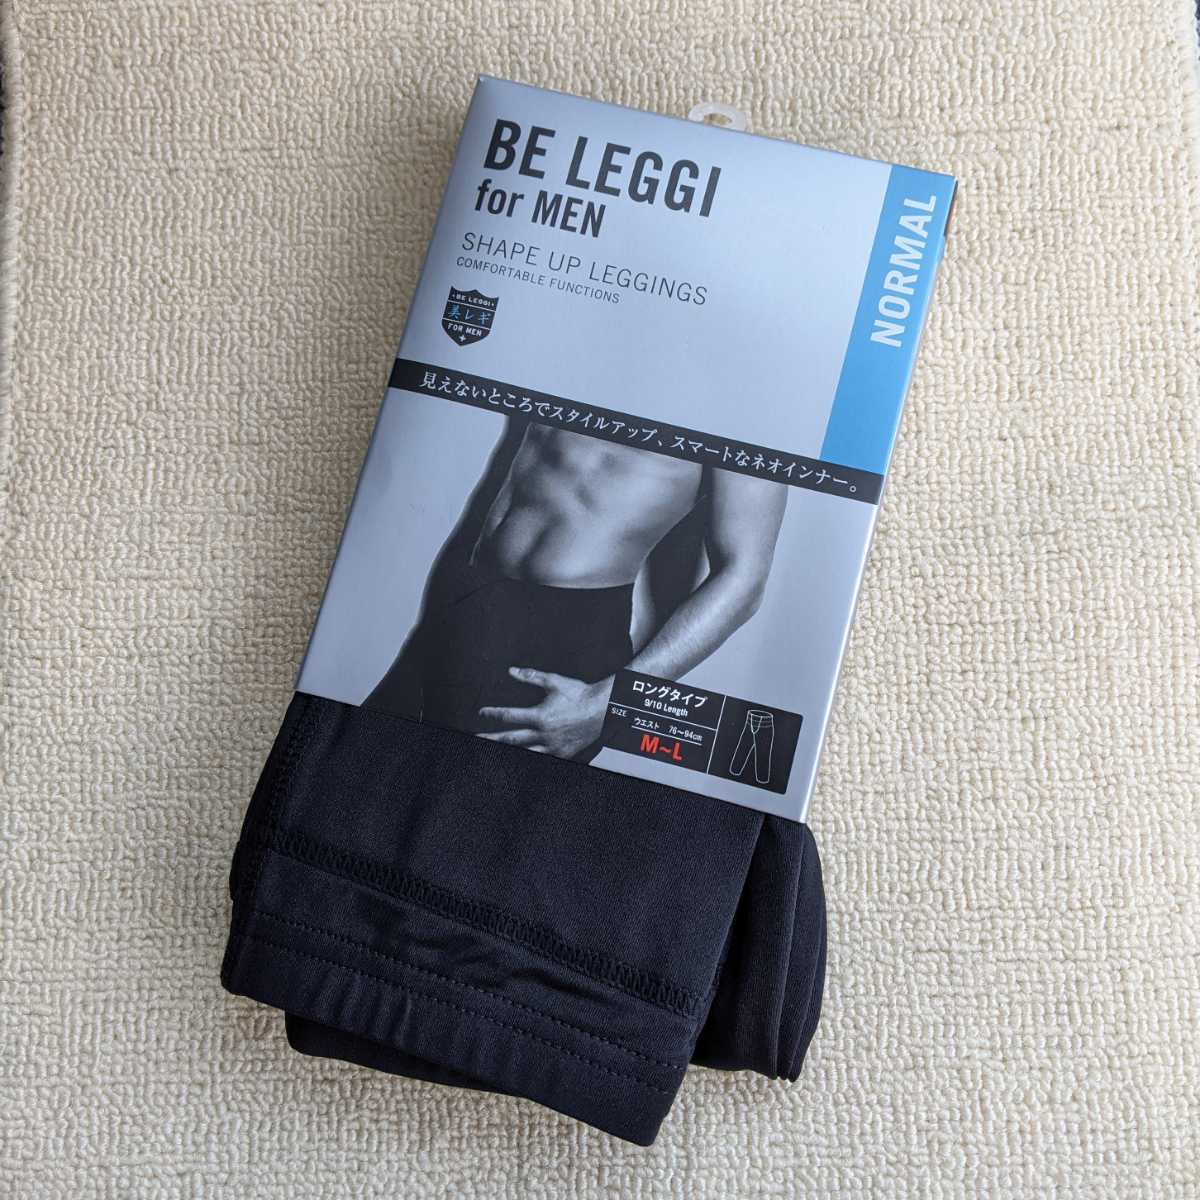 BE LEGGI
for MEN
SHAPE UP LEGGINGS
COMFORTABLE FUNCTIONS
BE LEGGI
美レギ
FOR MEN
+
NORMAL
見えないところでスタイルアップ、スマートなネオインナー。
ロングタイプ
9/10 Length
SIZE
ウエスト 76～94cm
M～L